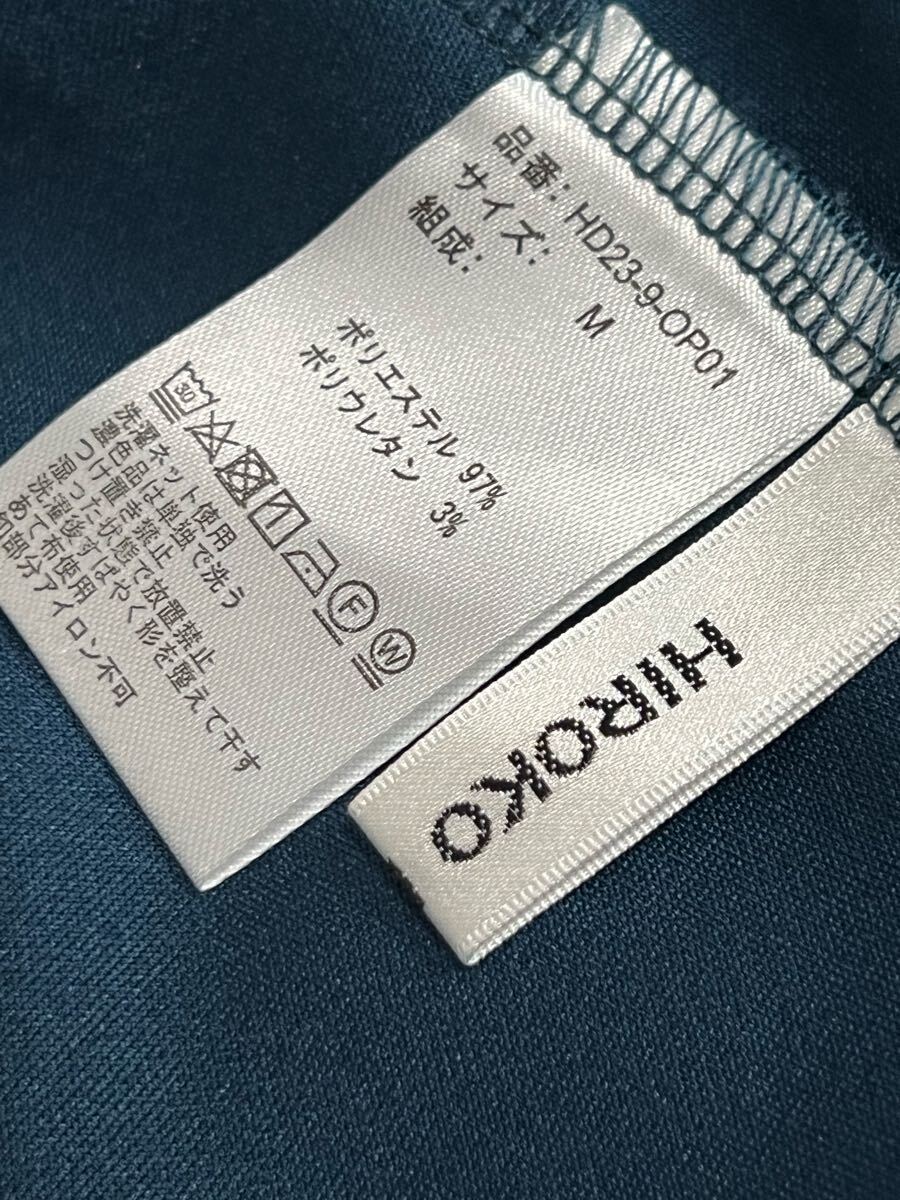 品番: HD23-9-OP01
サイズ: M
組成:
ポリエステル 97%
ポリウレタン 3%
30
F
W
洗濯ネット使用
濃色品は単独で洗う
つけ置き禁止
湿った状態で放置禁止
洗濯後すばやく形を整えて干す
あて布使用
部分アイロン不可
HIROKO